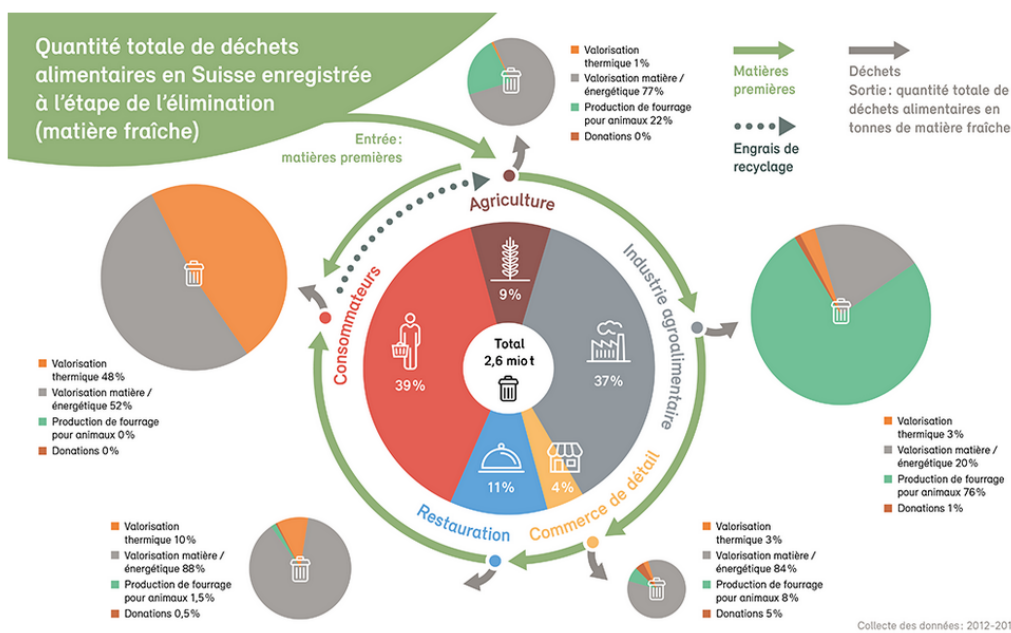 Quantité totale de déchets
alimentaires en Suisse enregistrée
à l'étape de l'élimination
(matière fraîche)
Valorisation
thermique 1%
Valorisation matière /
énergétique 77%
Production de fourrage
pour animaux 22%
Donations 0%
Matières
premières
Engrais de
recyclage
Déchets
Sortie: quantité totale de
déchets alimentaires en
tonnes de matière fraîche
Entrée:
matières premières
Agriculture
9%
Industrie agroalimentaire
37%
Consommateurs
39%
Total
2,6 mio t
Restauration
11%
Commerce de détail
4%
Valorisation
thermique 48%
Valorisation matière /
énergétique 52%
Production de fourrage
pour animaux 0%
Donations 0%
Valorisation
thermique 3%
Valorisation matière /
énergétique 20%
Production de fourrage
pour animaux 76%
Donations 1%
Valorisation
thermique 10%
Valorisation matière /
énergétique 88%
Production de fourrage
pour animaux 1,5%
Donations 0,5%
Valorisation
thermique 3%
Valorisation matière /
énergétique 84%
Production de fourrage
pour animaux 8%
Donations 5%
Collecte des données: 2012-201